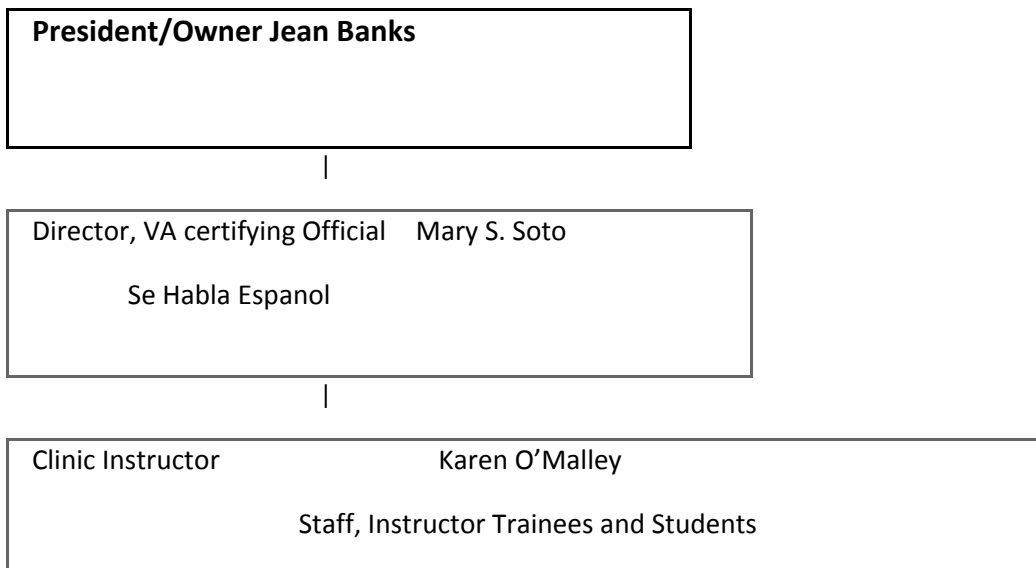 President/Owner Jean Banks
|
Director, VA certifying Official Mary S. Soto
Se Habla Espanol
|
Clinic Instructor Karen O’Malley
Staff, Instructor Trainees and Students